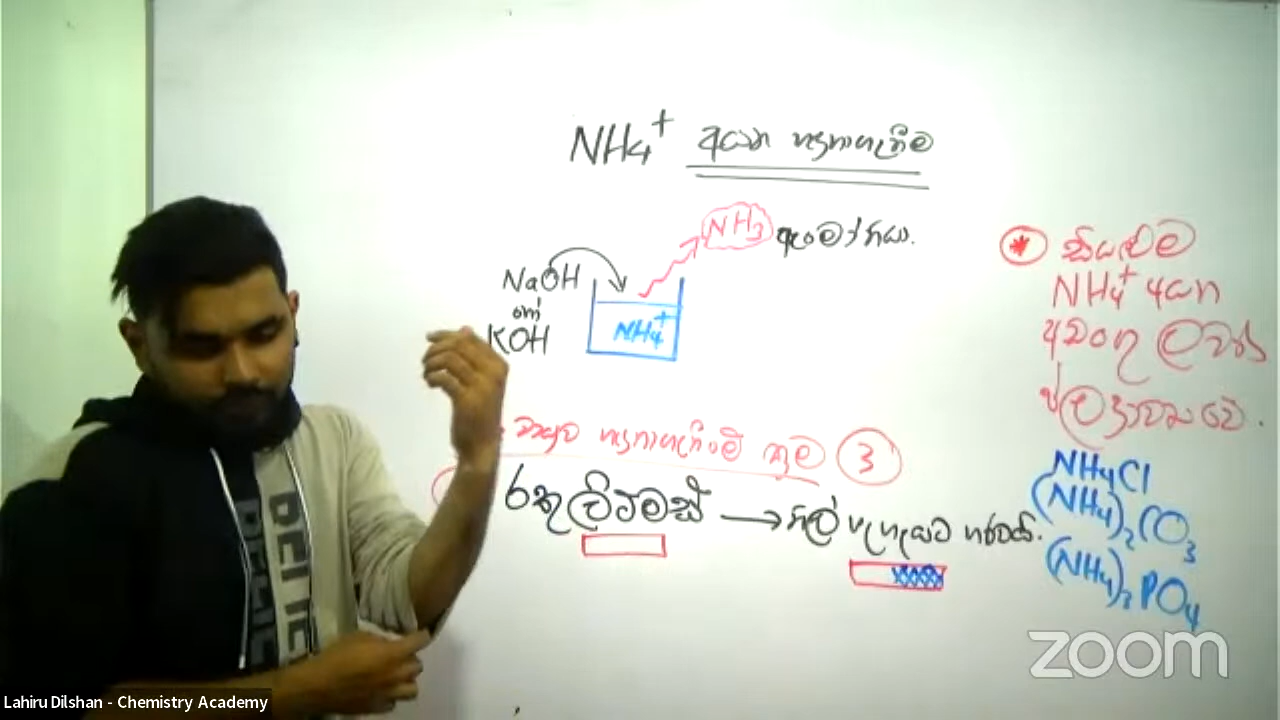 NH₄⁺ අයන හඳුනාගැනීම
NH₃ ඇමෝනියා.
NaOH
හෝ
KOH
NH₄⁺
වායුව හඳුනාගැනීමේ ක්‍රම ③
රතු ලිට්මස් → නිල් පැහැයට හරවයි.
* සියළුම
NH₄⁺ අයන
අඩංගු ලවණ
ජලද්‍රාව්‍ය වේ.
NH₄Cl
(NH₄)₂CO₃
(NH₄)₃PO₄
DELICI
zoom
Lahiru Dilshan - Chemistry Academy